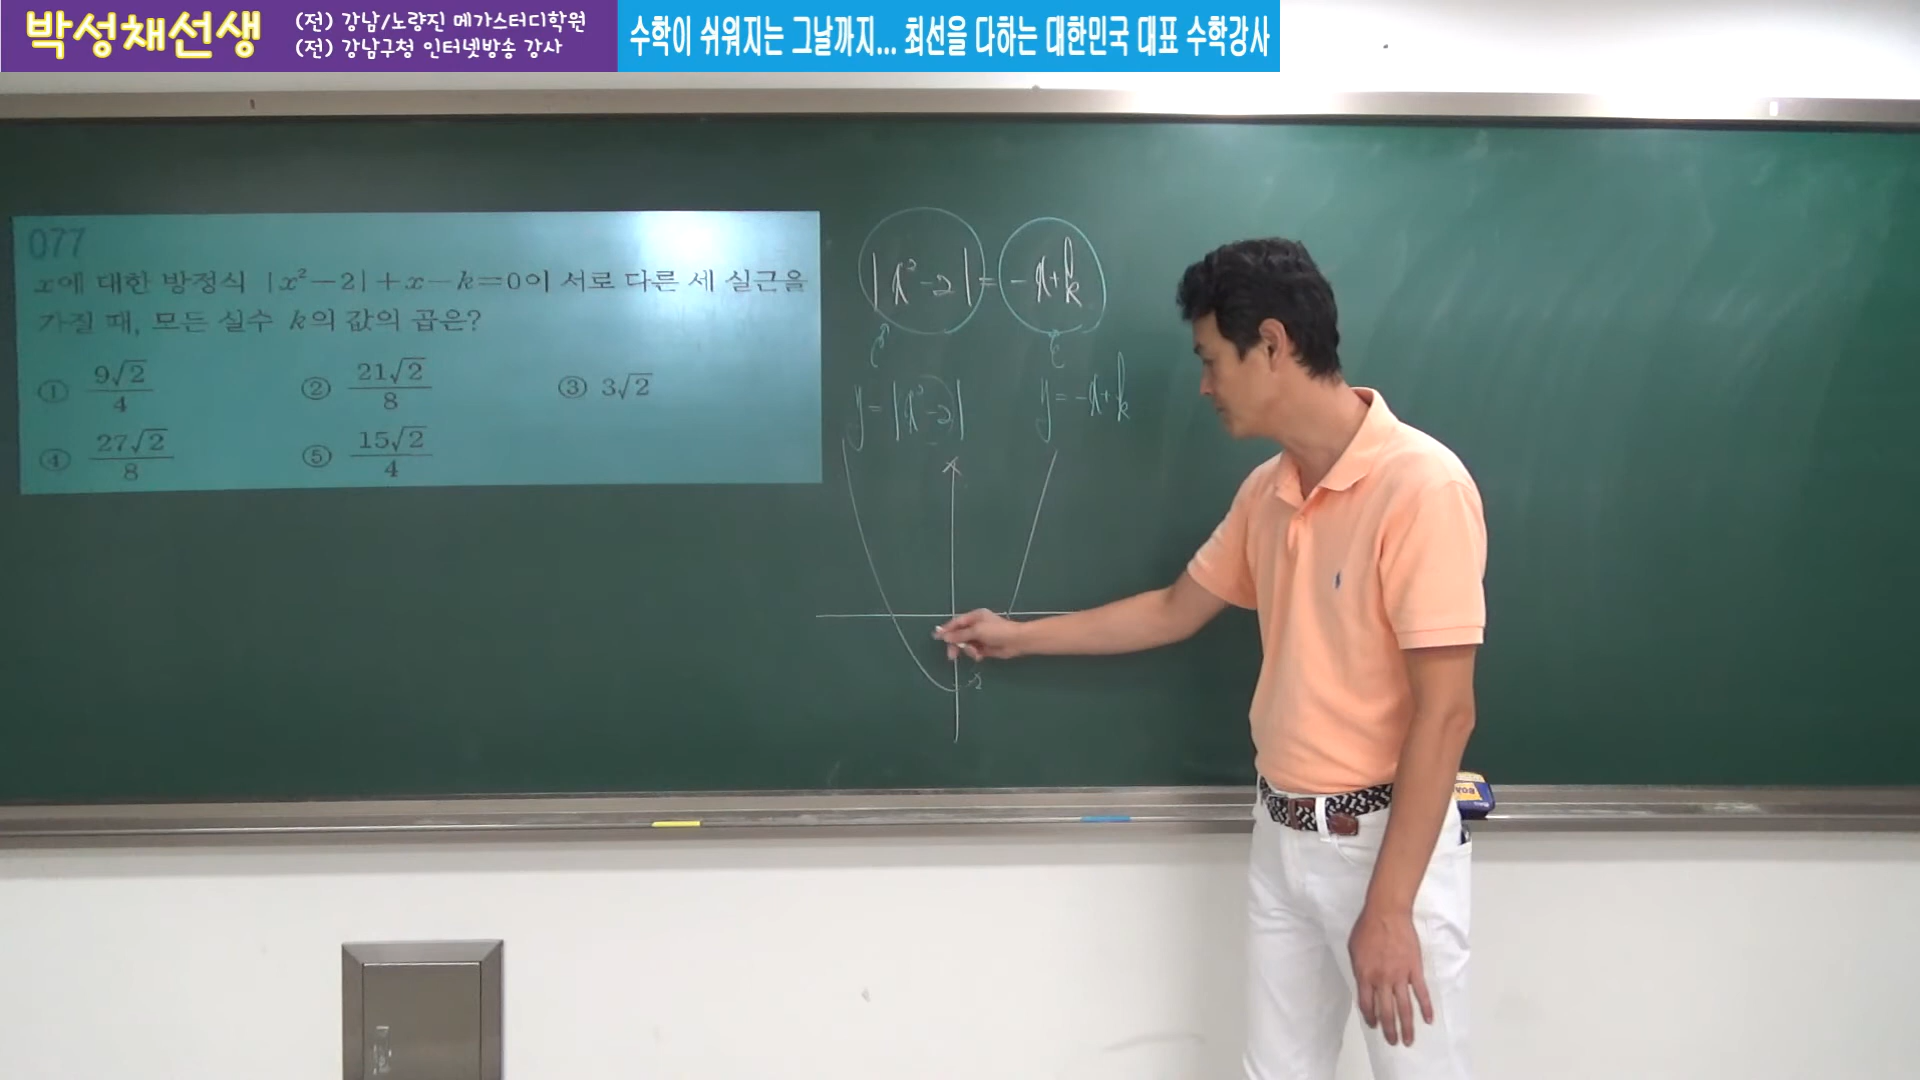 박성채선생
(전) 강남/노량진 메가스터디학원
(전) 강남구청 인터넷방송 강사
수학이 쉬워지는 그날까지... 최선을 다하는 대한민국 대표 수학강사
077
x에 대한 방정식 |x²-2|+x-k=0이 서로 다른 세 실근을
가질 때, 모든 실수 k의 값의 곱은?
① 9√2/4 ② 21√2/8 ③ 3√2
④ 27√2/8 ⑤ 15√2/4
|x²-2| = -x+k
y=|x²-2| y=-x+k
-2